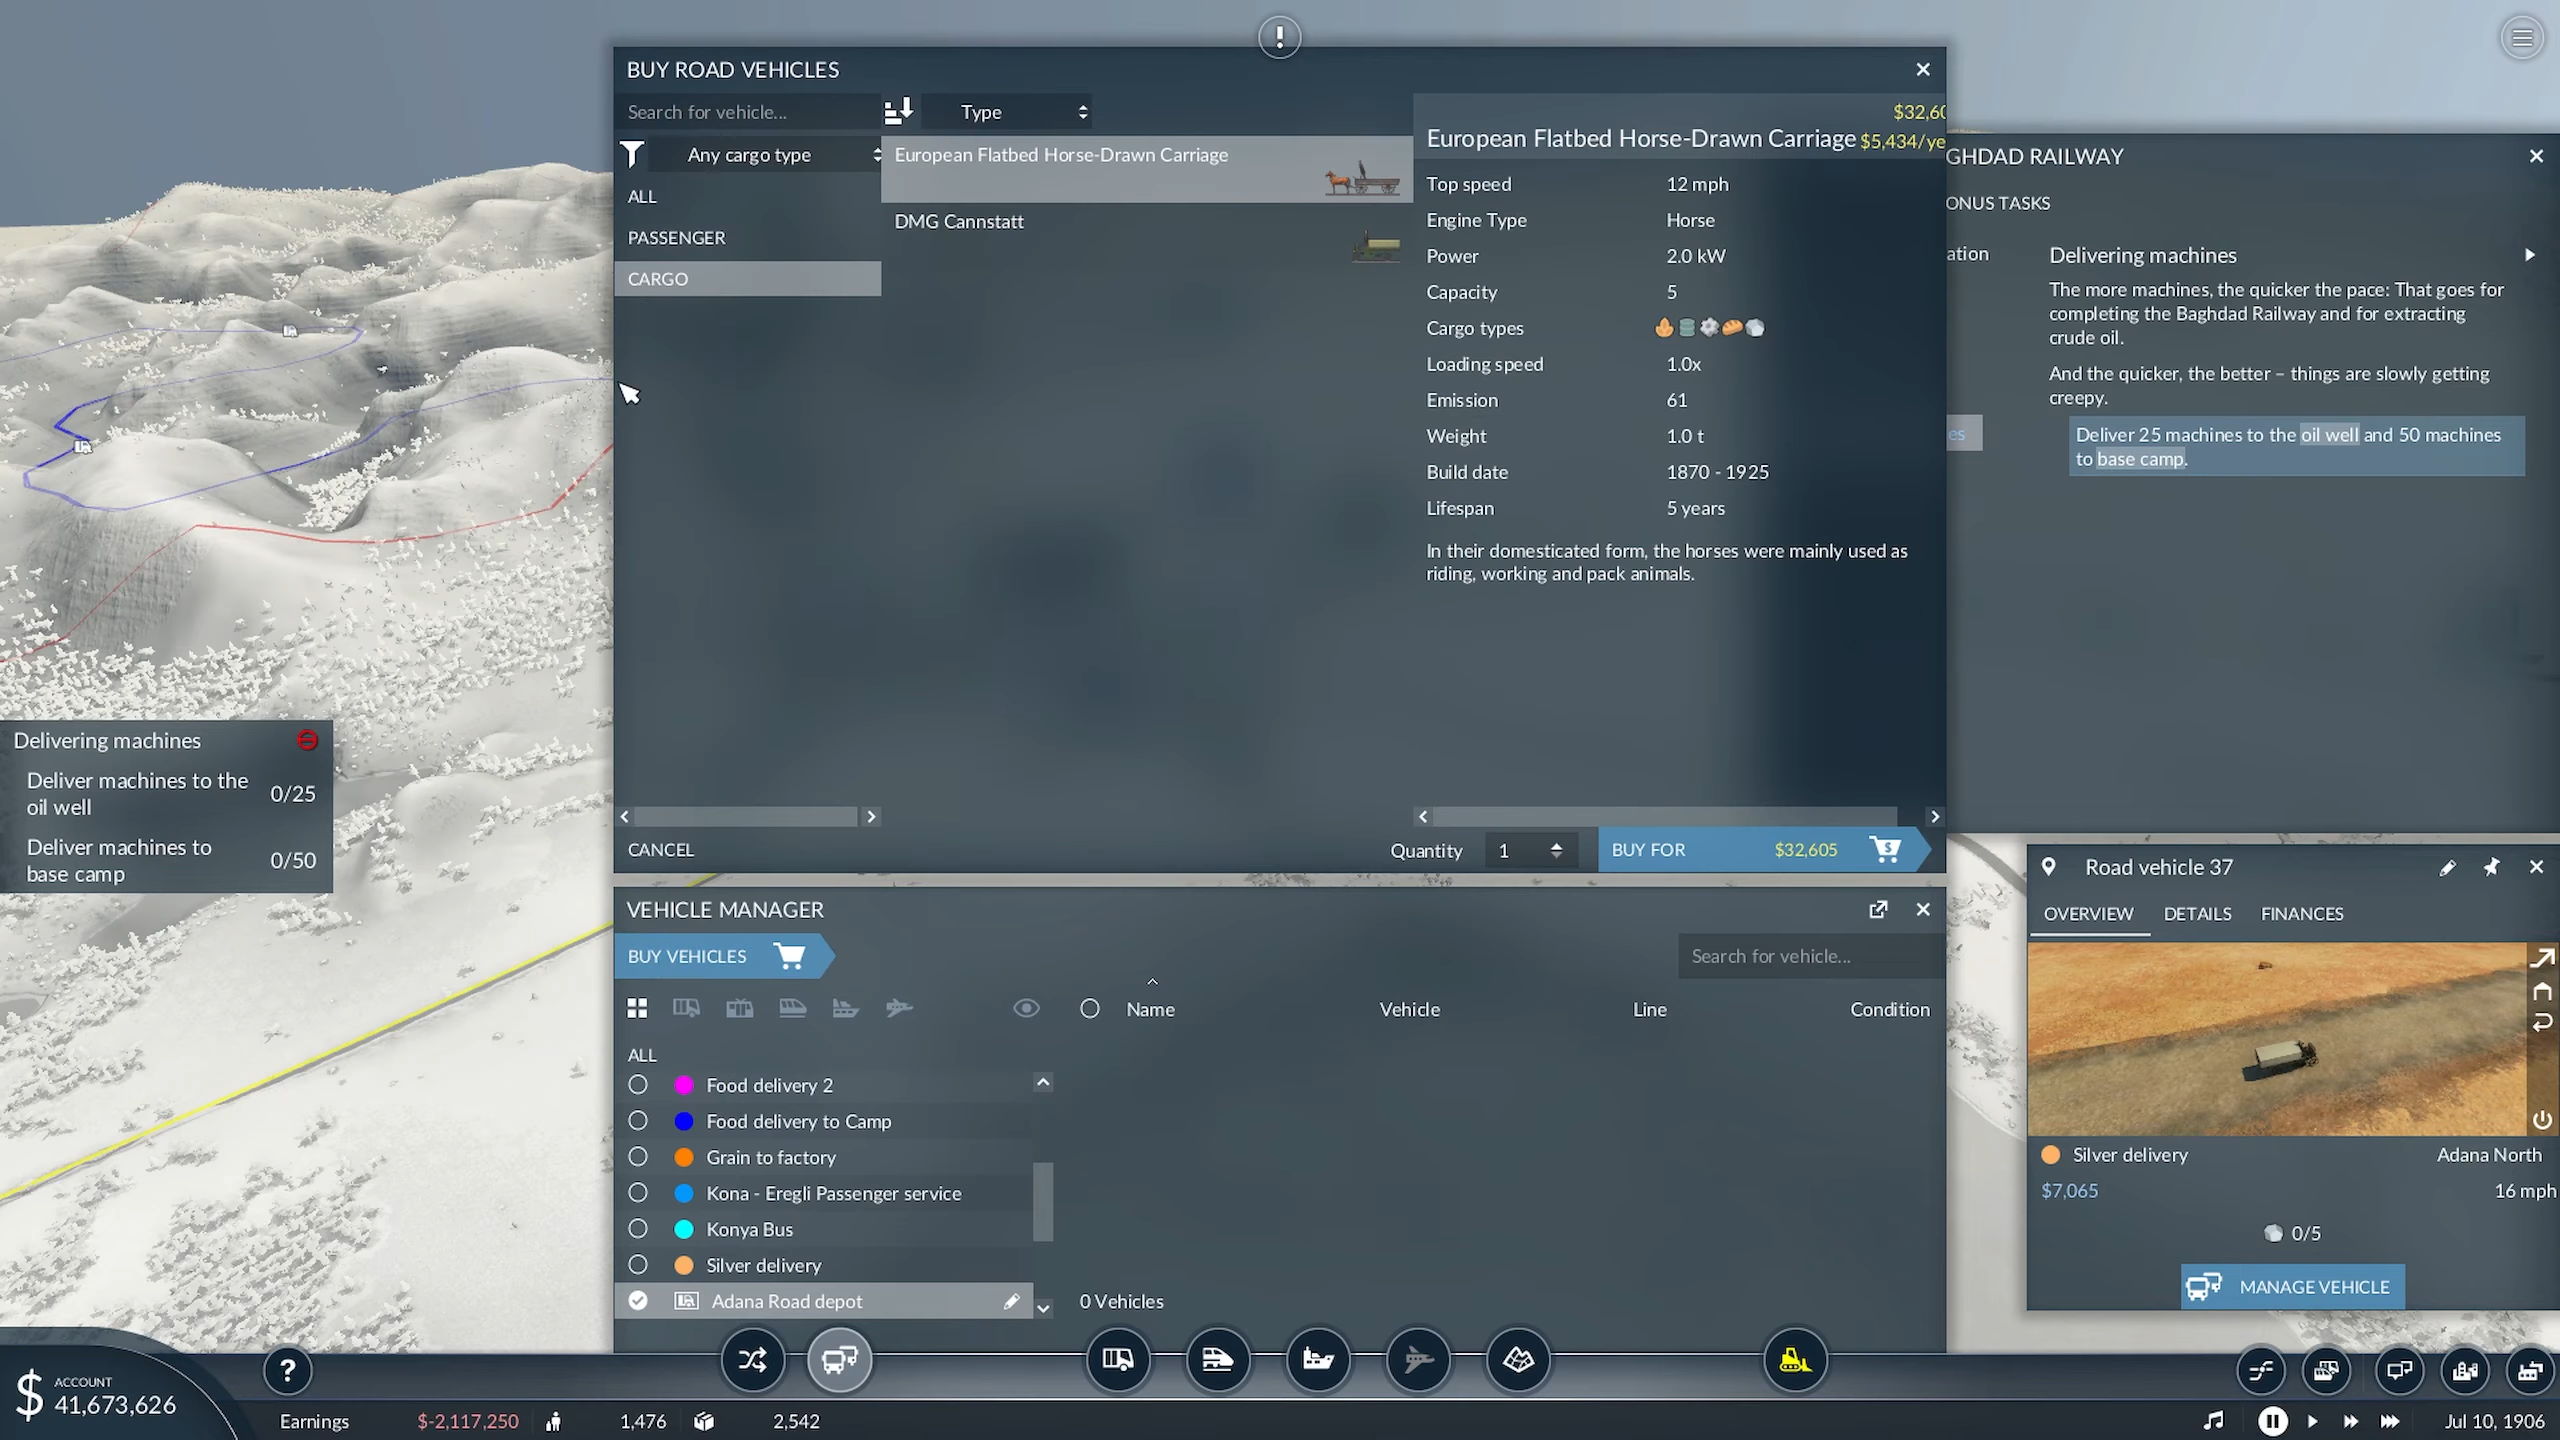 BUY ROAD VEHICLES
Search for vehicle...
Type
Any cargo type
ALL
PASSENGER
CARGO
European Flatbed Horse-Drawn Carriage
DMG Cannstatt
$32,60
European Flatbed Horse-Drawn Carriage
$5,434/ye
Top speed 12 mph
Engine Type Horse
Power 2.0 kW
Capacity 5
Cargo types
Loading speed 1.0x
Emission 61
Weight 1.0 t
Build date 1870 - 1925
Lifespan 5 years
In their domesticated form, the horses were mainly used as
riding, working and pack animals.
CANCEL
Quantity 1
BUY FOR $32,605
GHDAD RAILWAY
ONUS TASKS
ation
es
Delivering machines
The more machines, the quicker the pace: That goes for
completing the Baghdad Railway and for extracting
crude oil.
And the quicker, the better – things are slowly getting
creepy.
Deliver 25 machines to the oil well and 50 machines
to base camp.
Delivering machines
Deliver machines to the
oil well
0/25
Deliver machines to
base camp
0/50
VEHICLE MANAGER
BUY VEHICLES
Search for vehicle...
Name Vehicle Line Condition
ALL
Food delivery 2
Food delivery to Camp
Grain to factory
Kona - Eregli Passenger service
Konya Bus
Silver delivery
Adana Road depot
0 Vehicles
Road vehicle 37
OVERVIEW DETAILS FINANCES
Silver delivery Adana North
$7,065 16 mph
0/5
MANAGE VEHICLE
?
$ ACCOUNT
41,673,626
Earnings $-2,117,250 1,476 2,542
Jul 10, 1906